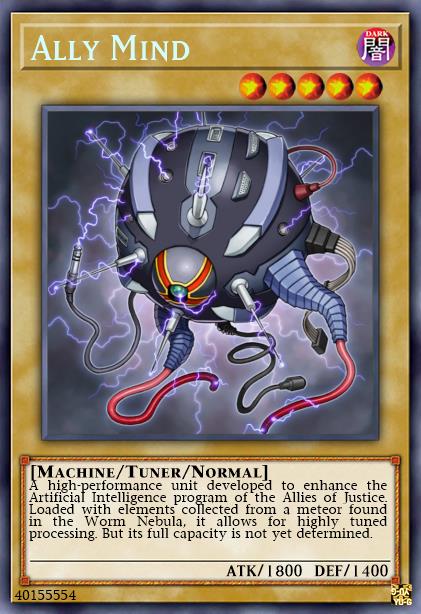 ALLY MIND
DARK
闇
[MACHINE/TUNER/NORMAL]
A high-performance unit developed to enhance the
Artificial Intelligence program of the Allies of Justice.
Loaded with elements collected from a meteor found
in the Worm Nebula, it allows for highly tuned
processing. But its full capacity is not yet determined.
ATK/1800 DEF/1400
40155554